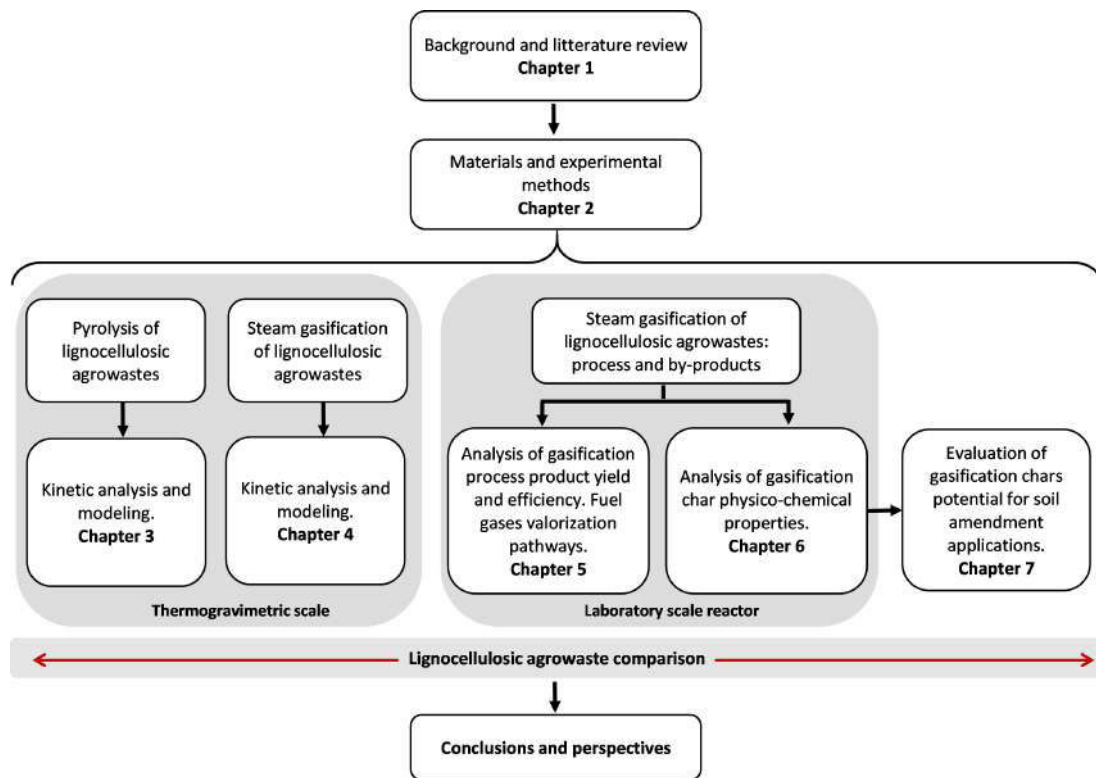 Background and litterature review
Chapter 1
Materials and experimental
methods
Chapter 2
Pyrolysis of
lignocellulosic
agrowastes
Steam gasification
of lignocellulosic
agrowastes
Steam gasification of
lignocellulosic agrowastes:
process and by-products
Kinetic analysis and
modeling.
Chapter 3
Kinetic analysis and
modeling.
Chapter 4
Analysis of gasification
process product yield
and efficiency. Fuel
gases valorization
pathways.
Chapter 5
Analysis of gasification
char physico-chemical
properties.
Chapter 6
Evaluation of
gasification chars
potential for soil
amendment
applications.
Chapter 7
Thermogravimetric scale
Laboratory scale reactor
Lignocellulosic agrowaste comparison
Conclusions and perspectives